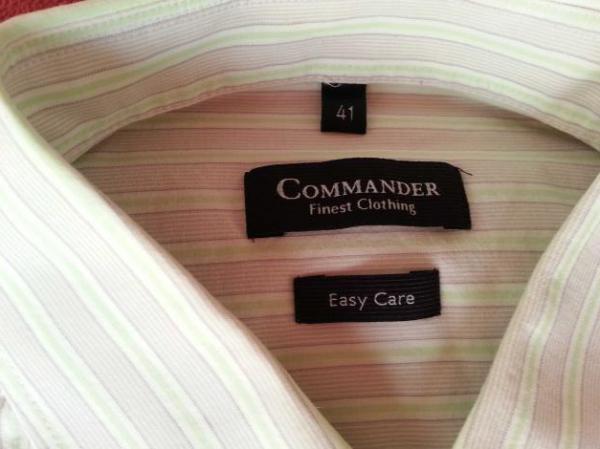 41
COMMANDER
Finest Clothing
Easy Care